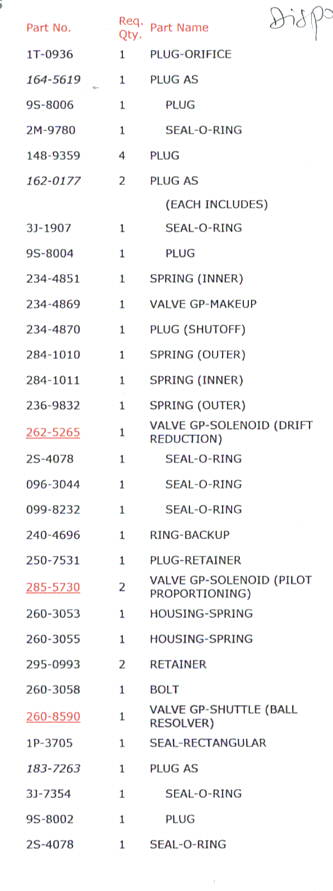 Part No. Req. Qty. Part Name
1T-0936 1 PLUG-ORIFICE
164-5619 1 PLUG AS
9S-8006 1 PLUG
2M-9780 1 SEAL-O-RING
148-9359 4 PLUG
162-0177 2 PLUG AS
(EACH INCLUDES)
3J-1907 1 SEAL-O-RING
9S-8004 1 PLUG
234-4851 1 SPRING (INNER)
234-4869 1 VALVE GP-MAKEUP
234-4870 1 PLUG (SHUTOFF)
284-1010 1 SPRING (OUTER)
284-1011 1 SPRING (INNER)
236-9832 1 SPRING (OUTER)
262-5265 1 VALVE GP-SOLENOID (DRIFT
REDUCTION)
2S-4078 1 SEAL-O-RING
096-3044 1 SEAL-O-RING
099-8232 1 SEAL-O-RING
240-4696 1 RING-BACKUP
250-7531 1 PLUG-RETAINER
285-5730 2 VALVE GP-SOLENOID (PILOT
PROPORTIONING)
260-3053 1 HOUSING-SPRING
260-3055 1 HOUSING-SPRING
295-0993 2 RETAINER
260-3058 1 BOLT
260-8590 1 VALVE GP-SHUTTLE (BALL
RESOLVER)
1P-3705 1 SEAL-RECTANGULAR
183-7263 1 PLUG AS
3J-7354 1 SEAL-O-RING
9S-8002 1 PLUG
2S-4078 1 SEAL-O-RING